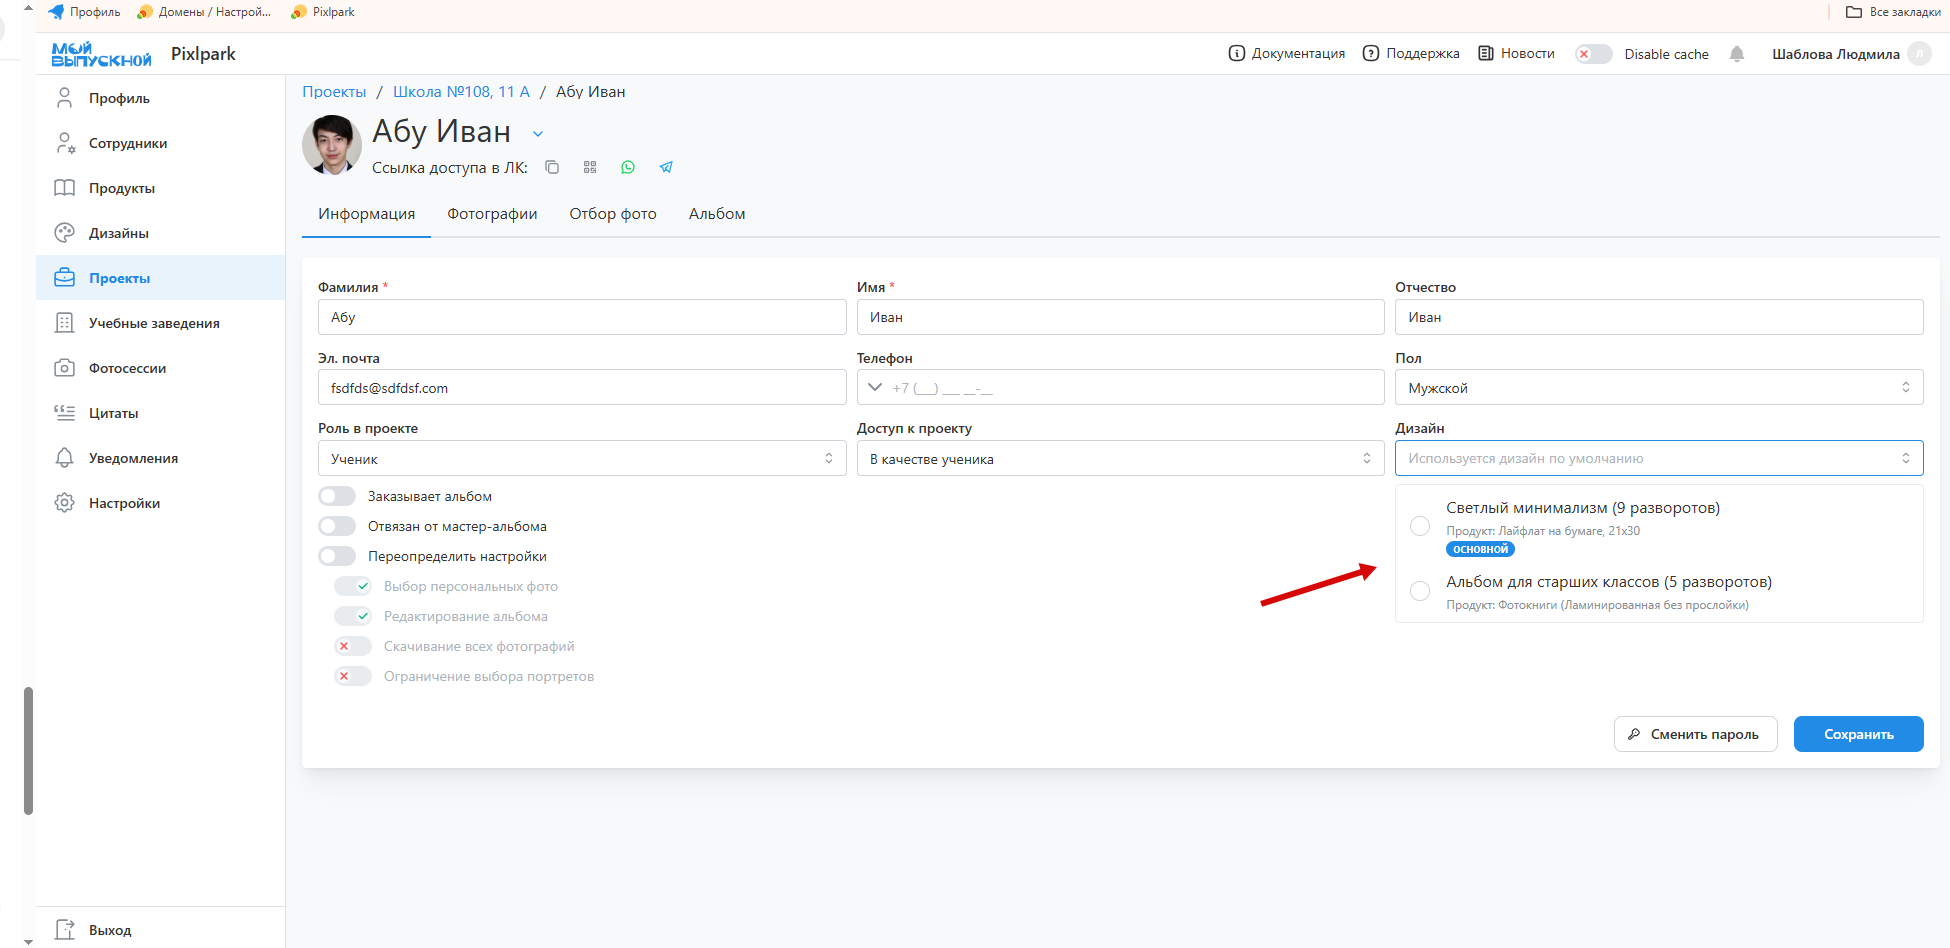 Профиль
Домены / Настрой...
Pixlpark
Все закладки
МОЙ ВЫПУСКНОЙ
Pixlpark
Документация
Поддержка
Новости
Disable cache
Шаблова Людмила
Л
Профиль
Сотрудники
Продукты
Дизайны
Проекты
Учебные заведения
Фотосессии
Цитаты
Уведомления
Настройки
Выход
Проекты / Школа №108, 11 А / Абу Иван
Абу Иван
Ссылка доступа в ЛК:
Информация
Фотографии
Отбор фото
Альбом
Фамилия *
Имя *
Отчество
Абу
Иван
Иван
Эл. почта
Телефон
Пол
fsdfds@sdfdsf.com
+7 (__) ___ __-__
Мужской
Роль в проекте
Доступ к проекту
Дизайн
Ученик
В качестве ученика
Используется дизайн по умолчанию
Заказывает альбом
Отвязан от мастер-альбома
Переопределить настройки
Выбор персональных фото
Редактирование альбома
Скачивание всех фотографий
Ограничение выбора портретов
Светлый минимализм (9 разворотов)
Продукт: Лайфлат на бумаге, 21x30
ОСНОВНОЙ
Альбом для старших классов (5 разворотов)
Продукт: Фотокниги (Ламинированная без прослойки)
Сменить пароль
Сохранить